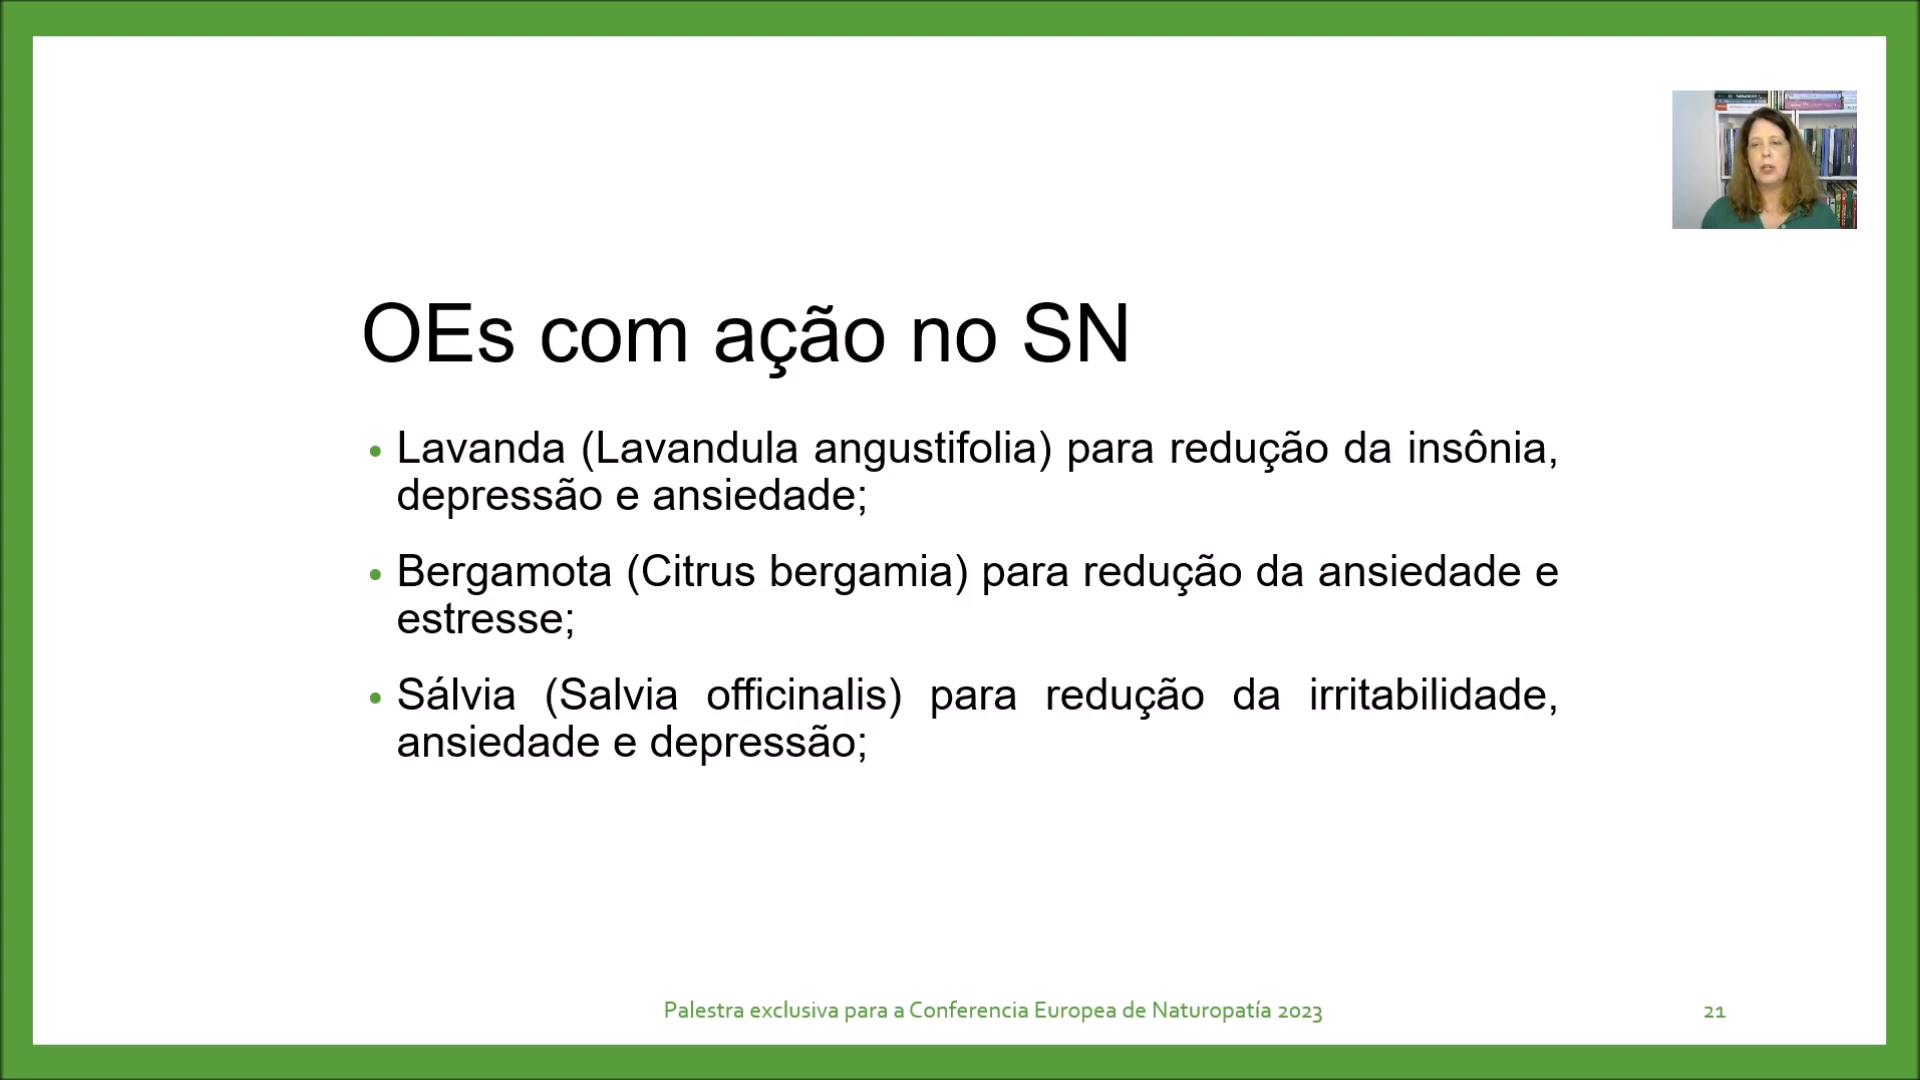 OEs com ação no SN
• Lavanda (Lavandula angustifolia) para redução da insônia,
depressão e ansiedade;
• Bergamota (Citrus bergamia) para redução da ansiedade e
estresse;
• Sálvia (Salvia officinalis) para redução da irritabilidade,
ansiedade e depressão;
Palestra exclusiva para a Conferencia Europea de Naturopatía 2023
21